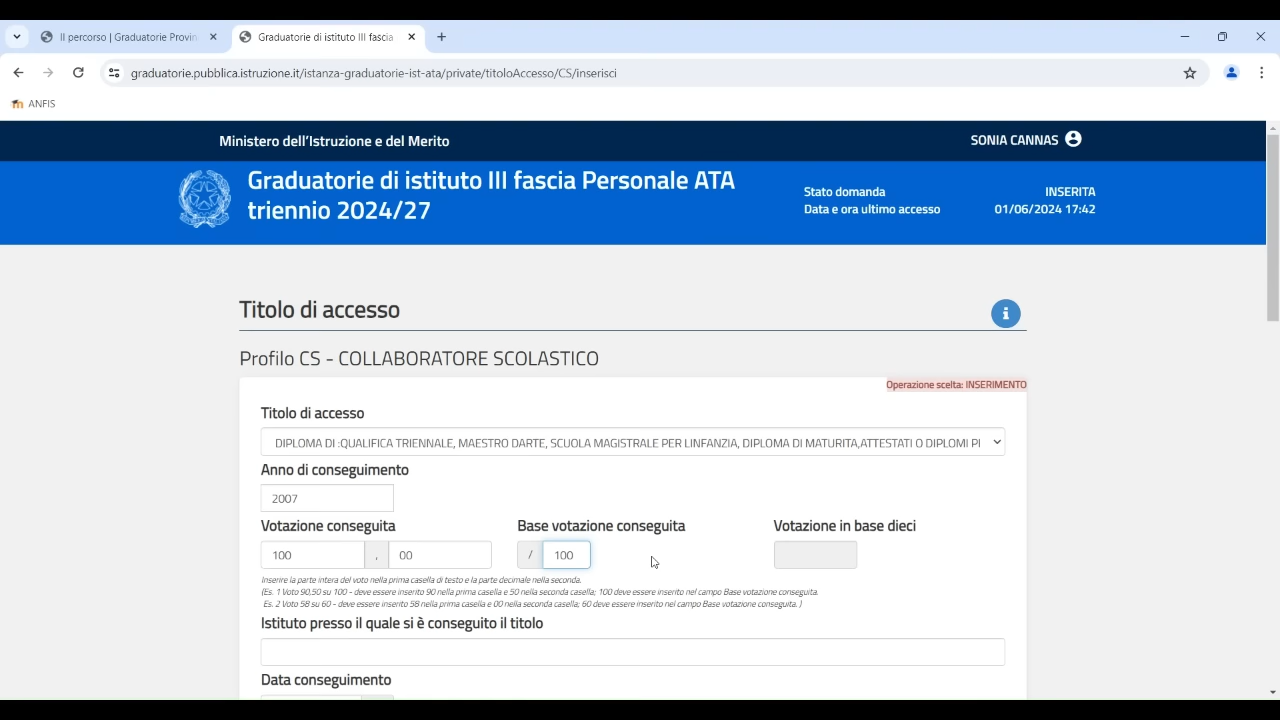 II percorso | Graduatorie Provin
Graduatorie di istituto III fascia
graduatorie.pubblica.istruzione.it/istanza-graduatorie-ist-ata/private/titoloAccesso/CS/inserisci
ANFIS
Ministero dell'Istruzione e del Merito
SONIA CANNAS
Graduatorie di istituto III fascia Personale ATA
triennio 2024/27
Stato domanda INSERITA
Data e ora ultimo accesso 01/06/2024 17:42
Titolo di accesso
i
Profilo CS - COLLABORATORE SCOLASTICO
Operazione scelta: INSERIMENTO
Titolo di accesso
DIPLOMA DI :QUALIFICA TRIENNALE, MAESTRO DARTE, SCUOLA MAGISTRALE PER LINFANZIA, DIPLOMA DI MATURITA,ATTESTATI O DIPLOMI PI
Anno di conseguimento
2007
Votazione conseguita Base votazione conseguita Votazione in base dieci
100 , 00 / 100
Inserire la parte intera del voto nella prima casella di testo e la parte decimale nella seconda.
(Es. 1 Voto 90,50 su 100 - deve essere inserito 90 nella prima casella e 50 nella seconda casella; 100 deve essere inserito nel campo Base votazione conseguita.
Es. 2 Voto 58 su 60 - deve essere inserito 58 nella prima casella e 00 nella seconda casella; 60 deve essere inserito nel campo Base votazione conseguita. )
Istituto presso il quale si è conseguito il titolo
Data conseguimento